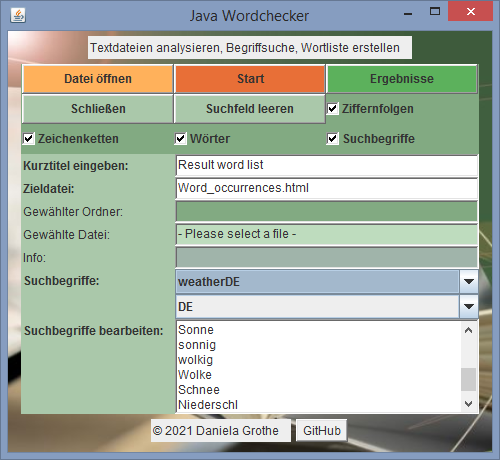 Java Wordchecker
Textdateien analysieren, Begriffsuche, Wortliste erstellen
Datei öffnen Start Ergebnisse
Schließen Suchfeld leeren Ziffernfolgen
Zeichenketten Wörter Suchbegriffe
Kurztitel eingeben: Result word list
Zieldatei: Word_occurrences.html
Gewählter Ordner:
Gewählte Datei: - Please select a file -
Info:
Suchbegriffe: weatherDE
DE
Suchbegriffe bearbeiten: Sonne
sonnig
wolkig
Wolke
Schnee
Niederschl
© 2021 Daniela Grothe GitHub